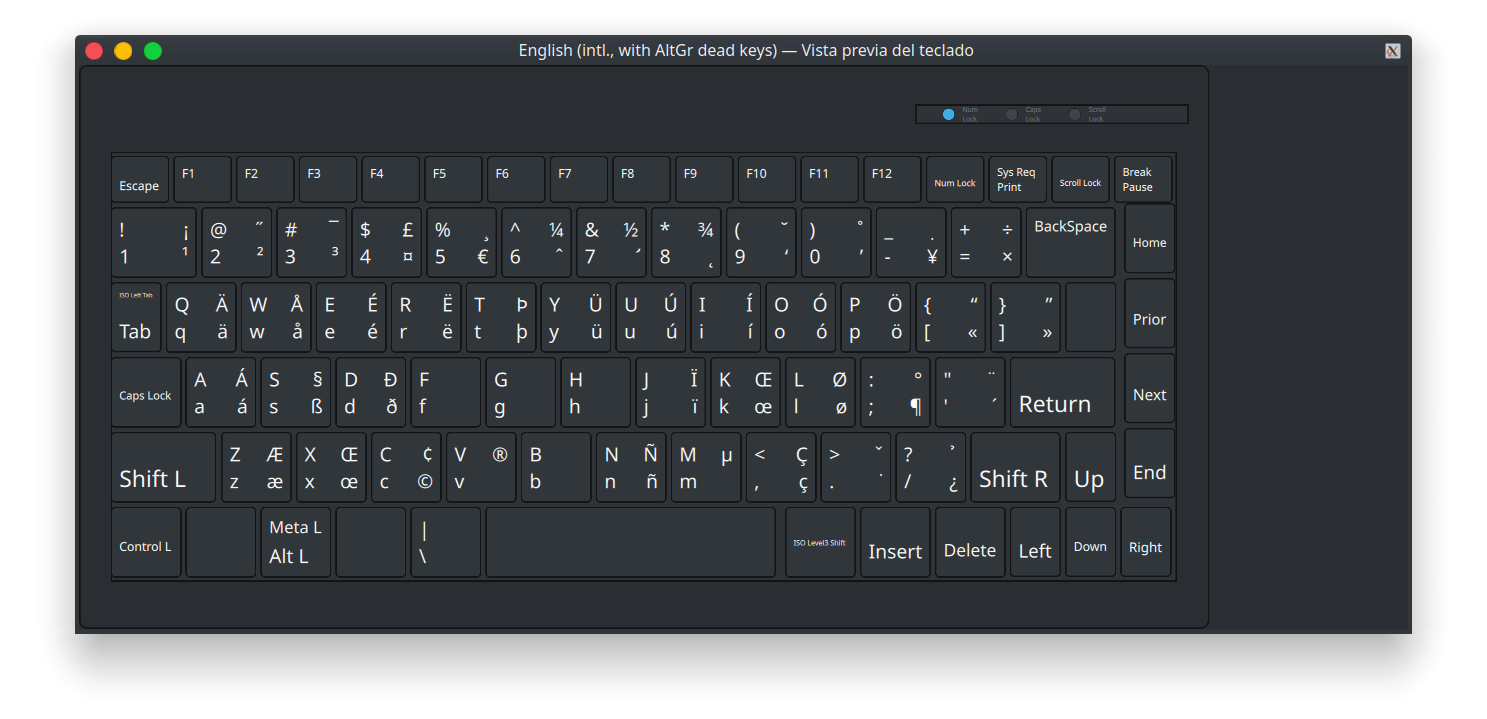 English (intl., with AltGr dead keys) — Vista previa del teclado
Num Lock Caps Lock Scroll Lock
Escape F1 F2 F3 F4 F5 F6 F7 F8 F9 F10 F11 F12 Num Lock Sys Req Print Scroll Lock Break Pause
! ¡ @ ˝ # ¯ $ £ % ¸ ^ ¼ & ½ * ¾ ( ˘ ) ° _ ˙ + ÷ BackSpace Home
1 ¹ 2 ² 3 ³ 4 ¤ 5 € 6 ˆ 7 ̛ 8 ˛ 9 ‘ 0 ’ - ¥ = ×
ISO Left Tab Q Ä W Å E É R Ë T Þ Y Ü U Ú I Í O Ó P Ö { “ } ” Prior
Tab q ä w å e é r ë t þ y ü u ú i í o ó p ö [ « ] »
Caps Lock A Á S § D Ð F G H J Ï K Œ L Ø : ° " ¨ Return Next
a á s ß d ð f g h j ï k œ l ø ; ¶ ' ´
Shift L Z Æ X Œ C ¢ V ® B N Ñ M µ < Ç > ˇ ? ̉ Shift R Up End
z æ x œ c © v b n ñ m , ç . ˙ / ¿
Control L Meta L | ISO Level3 Shift Insert Delete Left Down Right
Alt L \